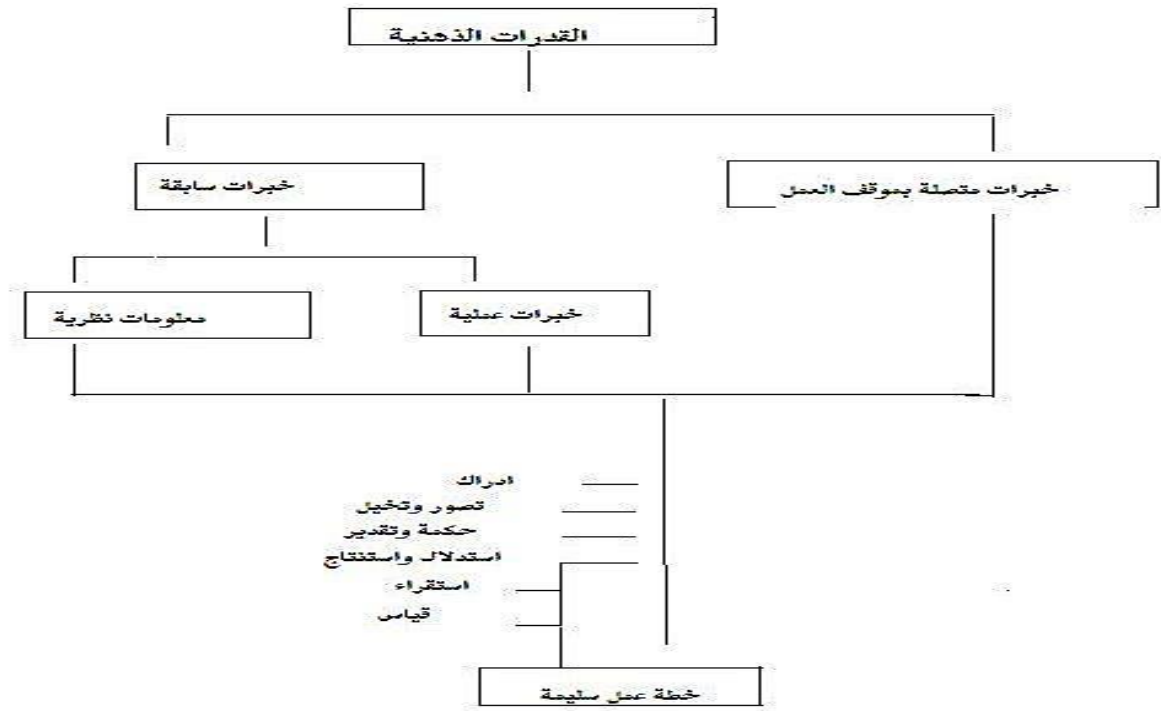 القدرات الذهنية
خبرات متصلة بموقف العمل
خبرات سابقة
خبرات عملية
معلومات نظرية
ادراك
تصور وتخيل
حكمة وتقدير
استدلال واستنتاج
استقراء
قياس
خطة عمل سليمة